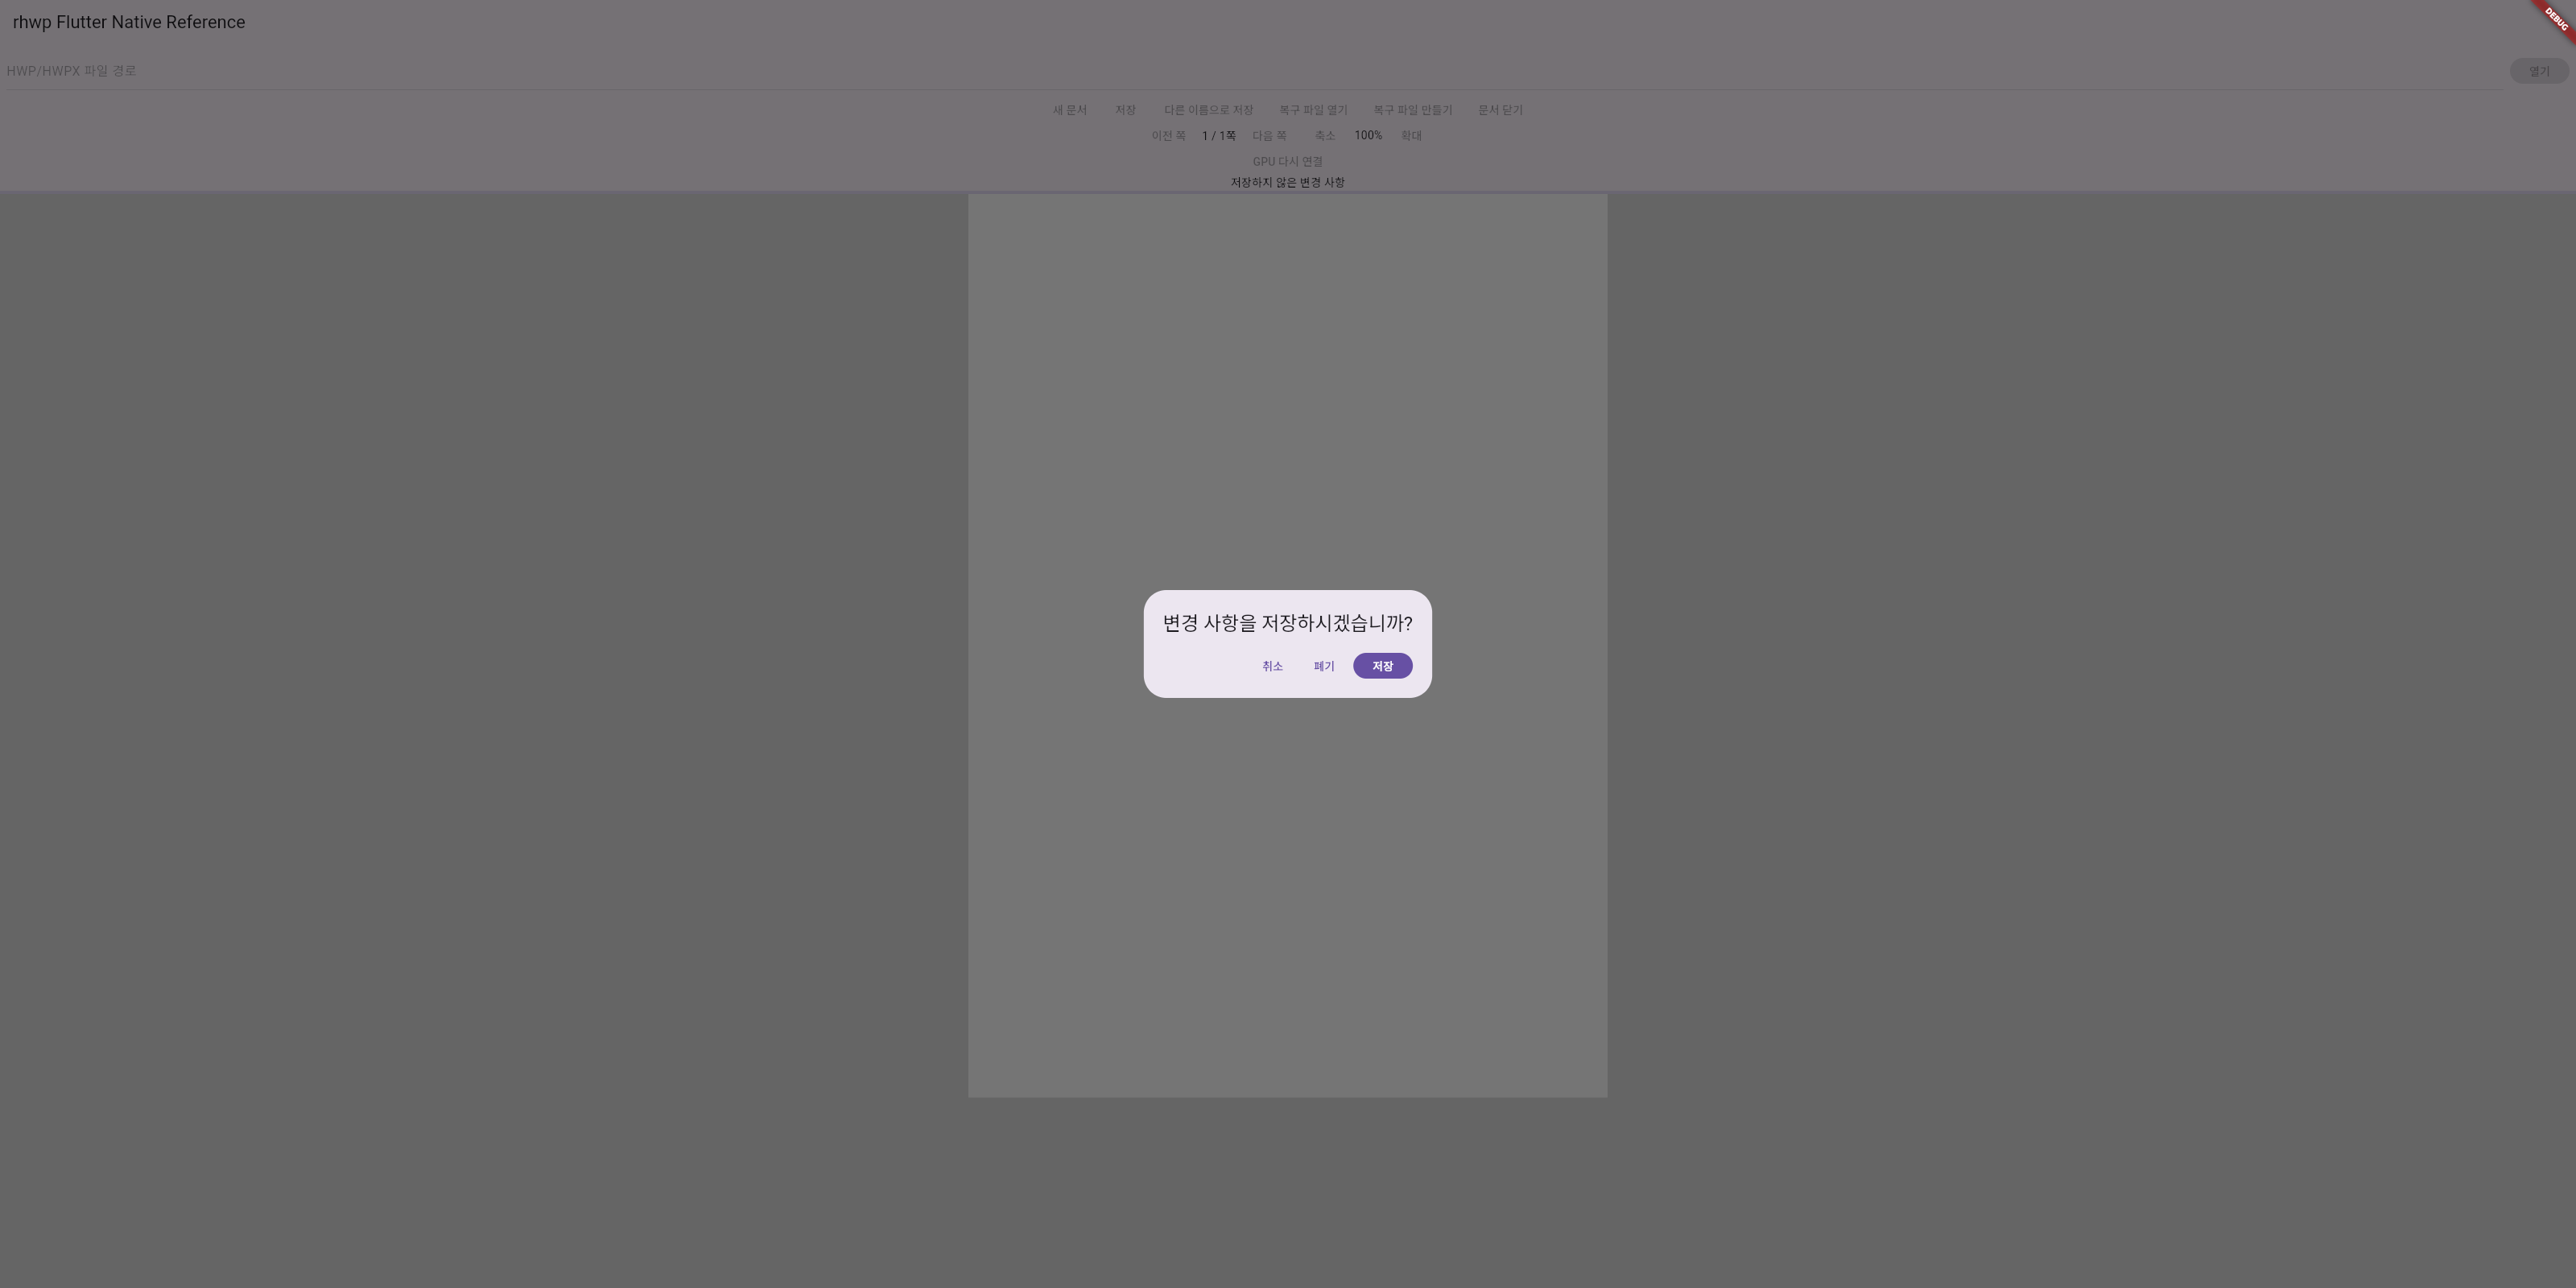 rhwp Flutter Native Reference
DEBUG
HWP/HWPX 파일 경로
열기
새 문서 저장 다른 이름으로 저장 복구 파일 열기 복구 파일 만들기 문서 닫기
이전 쪽 1 / 1쪽 다음 쪽 축소 100% 확대
GPU 다시 연결
저장하지 않은 변경 사항
변경 사항을 저장하시겠습니까?
취소 폐기 저장